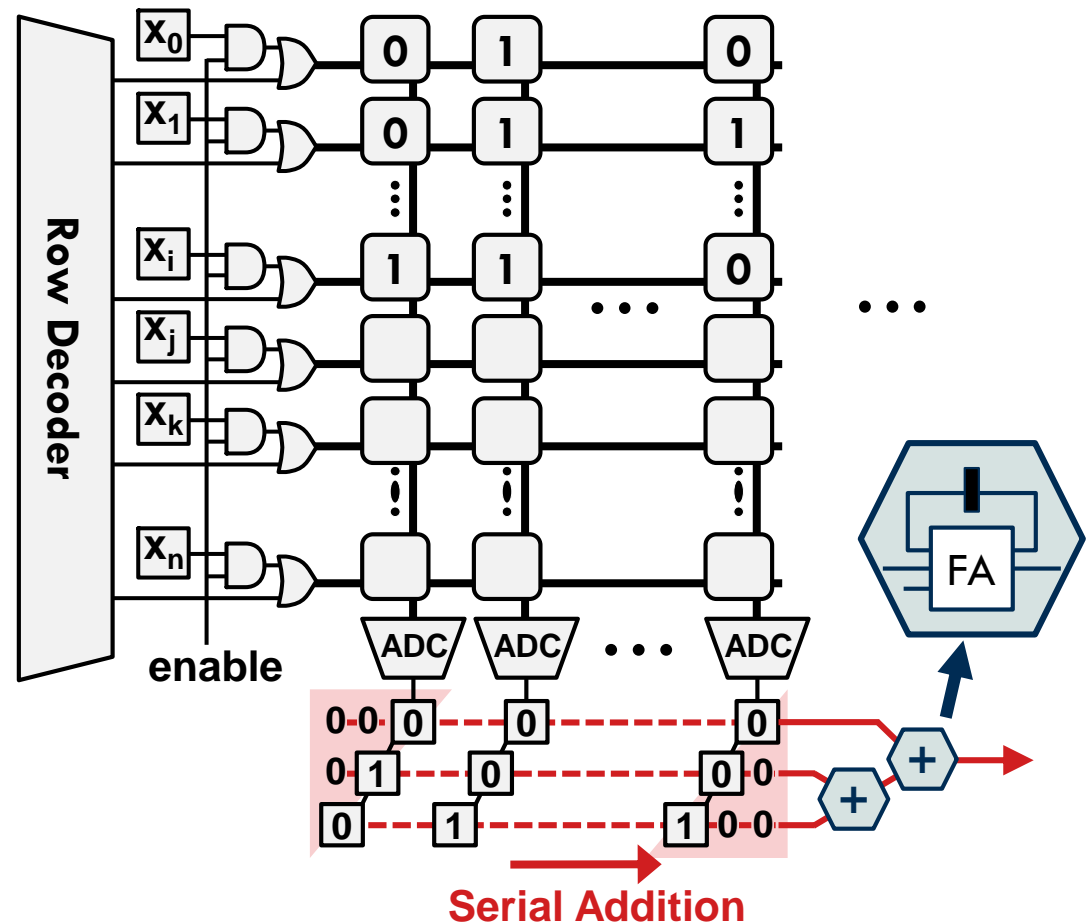 Row Decoder
x0 0 1 0
x1 0 1 1
xi 1 1 0
xj
xk
xn
FA
enable
ADC ADC ADC
0 0 0 0 0
0 1 0 0 0
0 1 1 0 0
+ +
Serial Addition